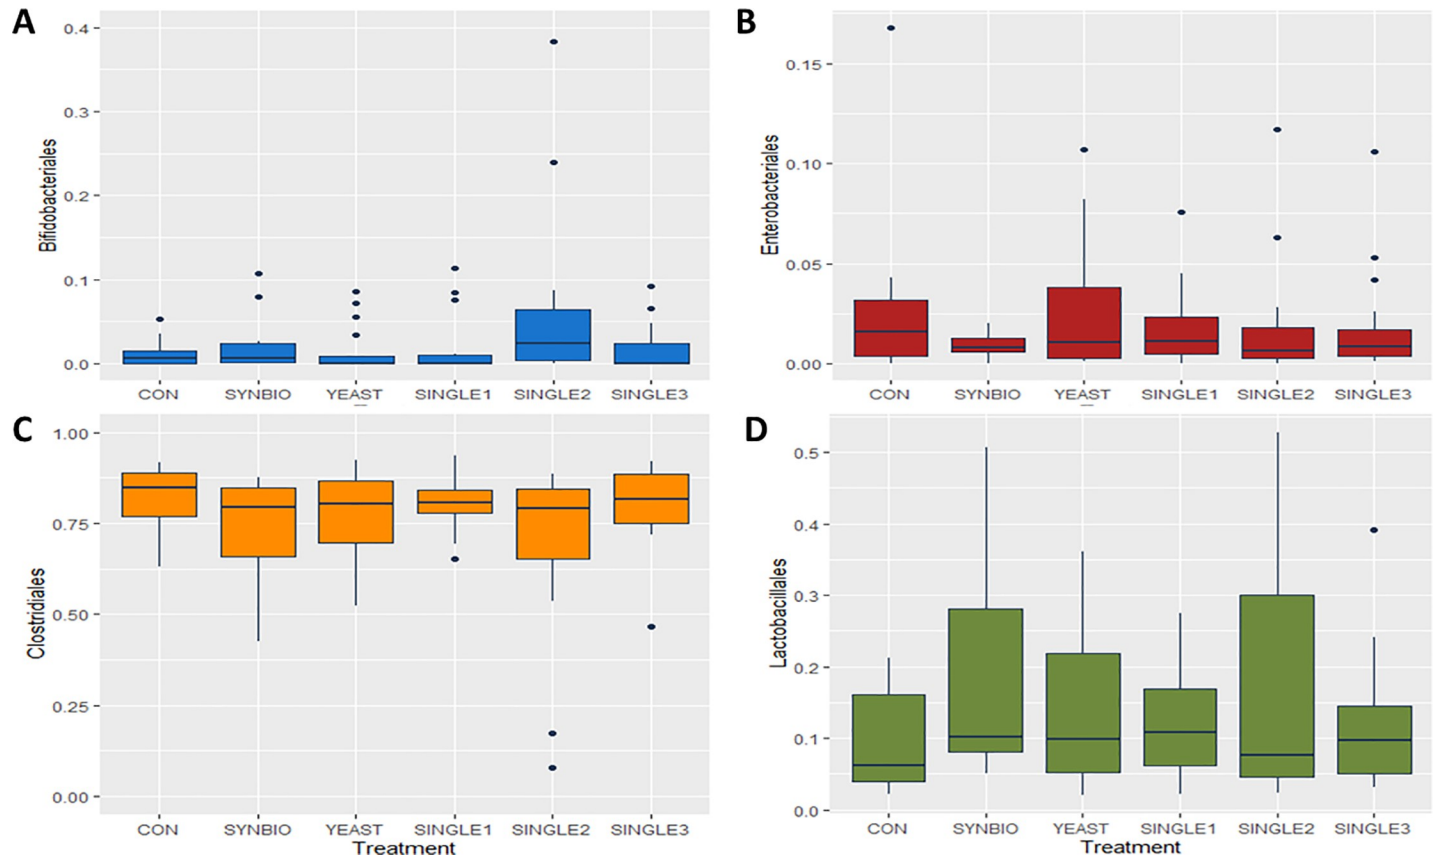 A
Bifidobacteriales
0.4
0.3
0.2
0.1
0.0
CON SYNBIO YEAST SINGLE1 SINGLE2 SINGLE3
B
Enterobacteriales
0.15
0.10
0.05
0.00
CON SYNBIO YEAST SINGLE1 SINGLE2 SINGLE3
C
Clostridiales
1.00
0.75
0.50
0.25
0.00
CON SYNBIO YEAST SINGLE1 SINGLE2 SINGLE3
Treatment
D
Lactobacillales
0.5
0.4
0.3
0.2
0.1
0.0
CON SYNBIO YEAST SINGLE1 SINGLE2 SINGLE3
Treatment